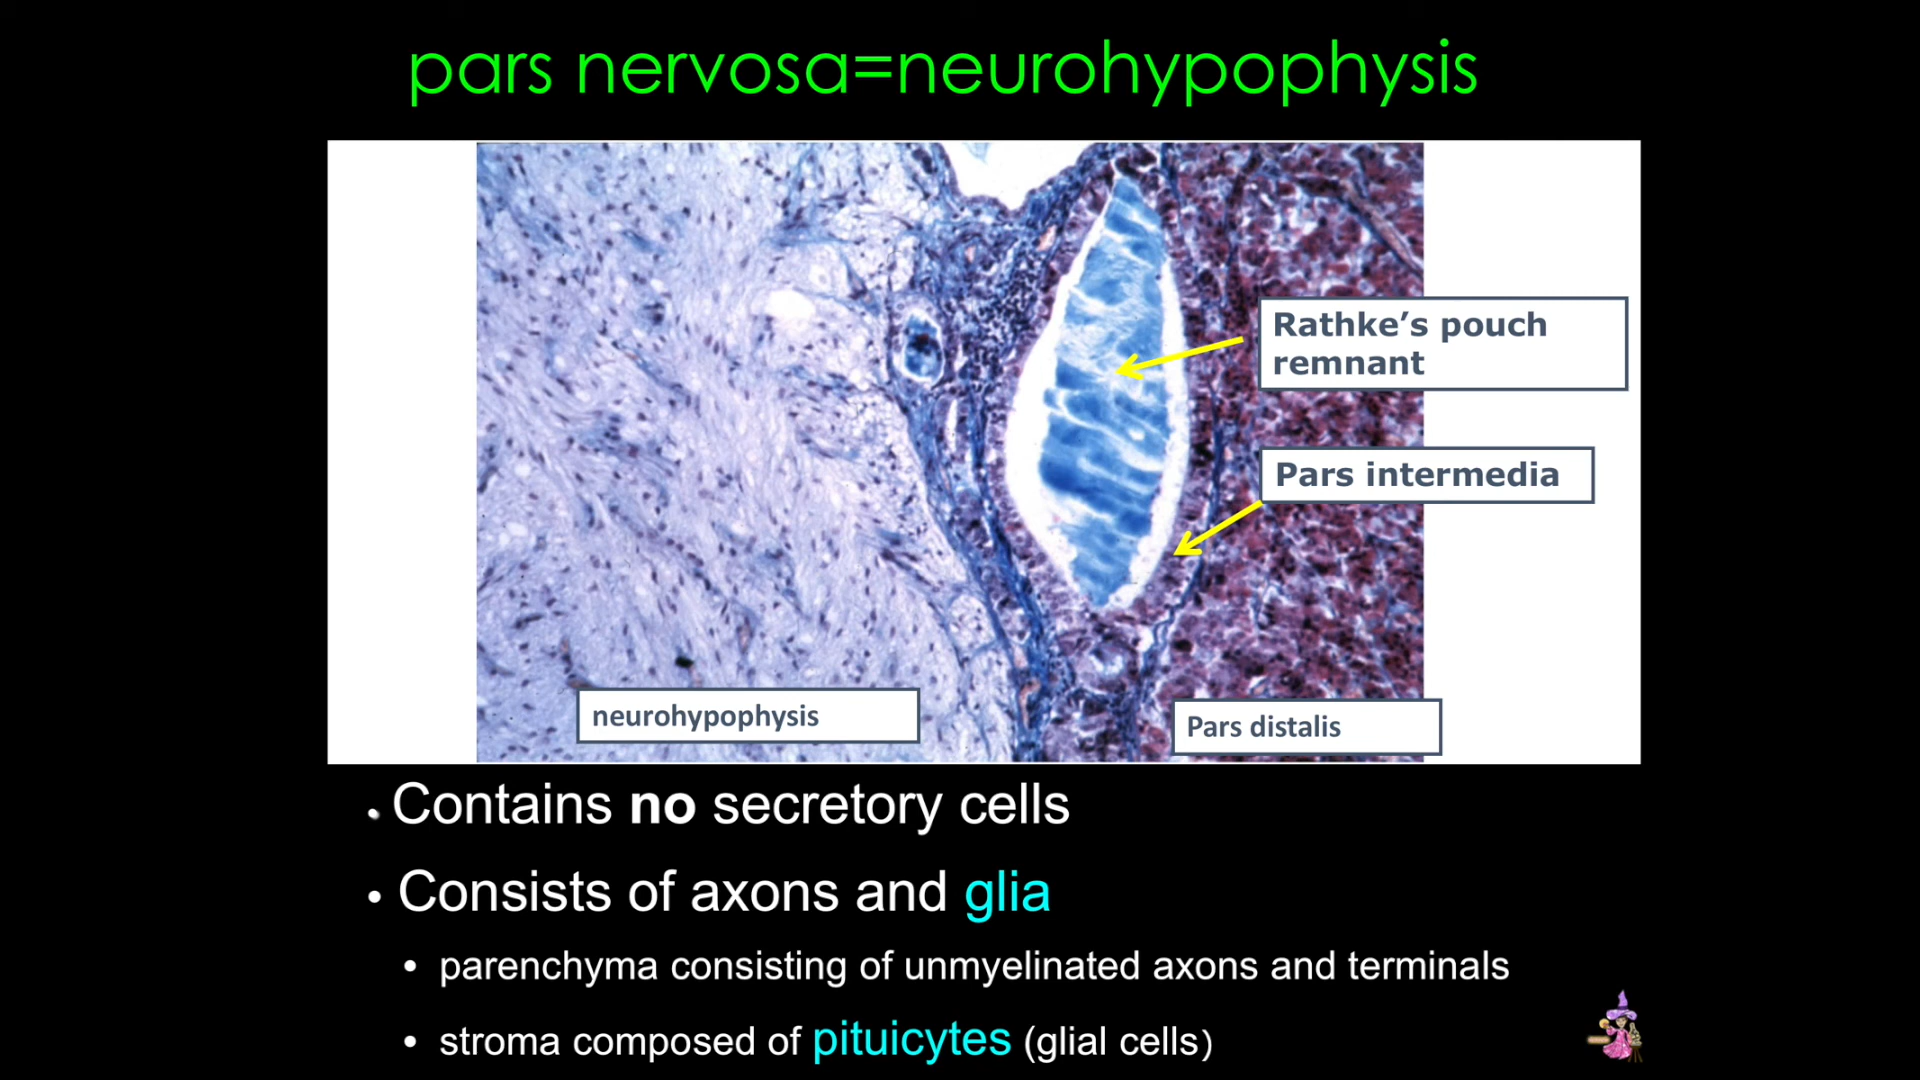 pars nervosa=neurohypophysis
Rathke’s pouch
remnant
Pars intermedia
neurohypophysis
Pars distalis
• Contains no secretory cells
• Consists of axons and glia
• parenchyma consisting of unmyelinated axons and terminals
• stroma composed of pituicytes (glial cells)